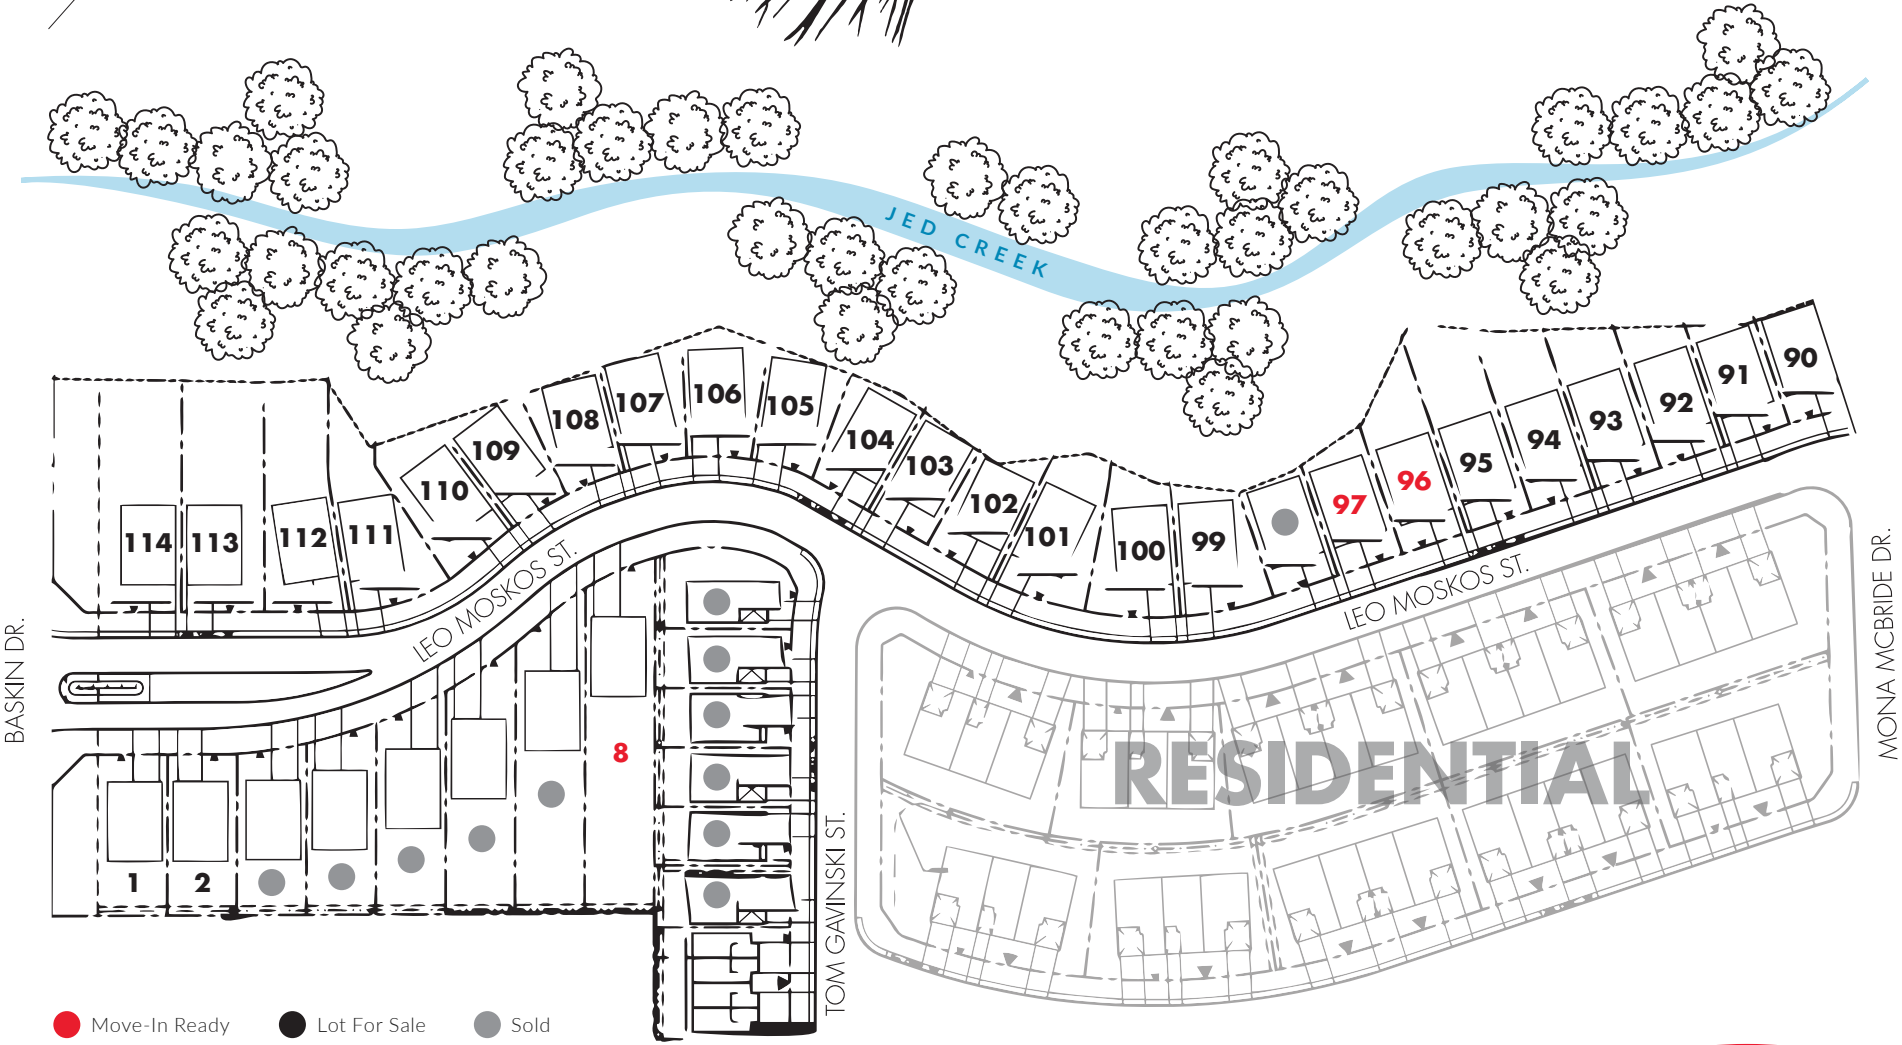 JED CREEK
90
91
92
93
94
95
96
97
99
100
101
102
103
104
105
106
107
108
109
110
111
112
113
114
LEO MOSKOS ST.
LEO MOSKOS ST.
BASKIN DR.
MONA MCBRIDE DR.
TOM GAVINSKI ST.
RESIDENTIAL
8
1
2
Move-In Ready
Lot For Sale
Sold